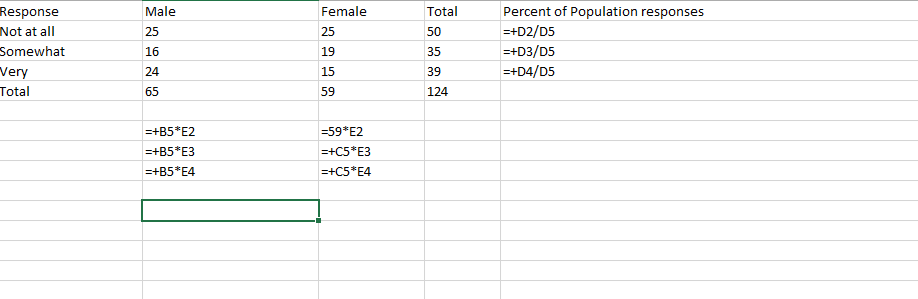 Response Male Female Total Percent of Population responses
Not at all 25 25 50 =+D2/D5
Somewhat 16 19 35 =+D3/D5
Very 24 15 39 =+D4/D5
Total 65 59 124
=+B5*E2 =59*E2
=+B5*E3 =+C5*E3
=+B5*E4 =+C5*E4